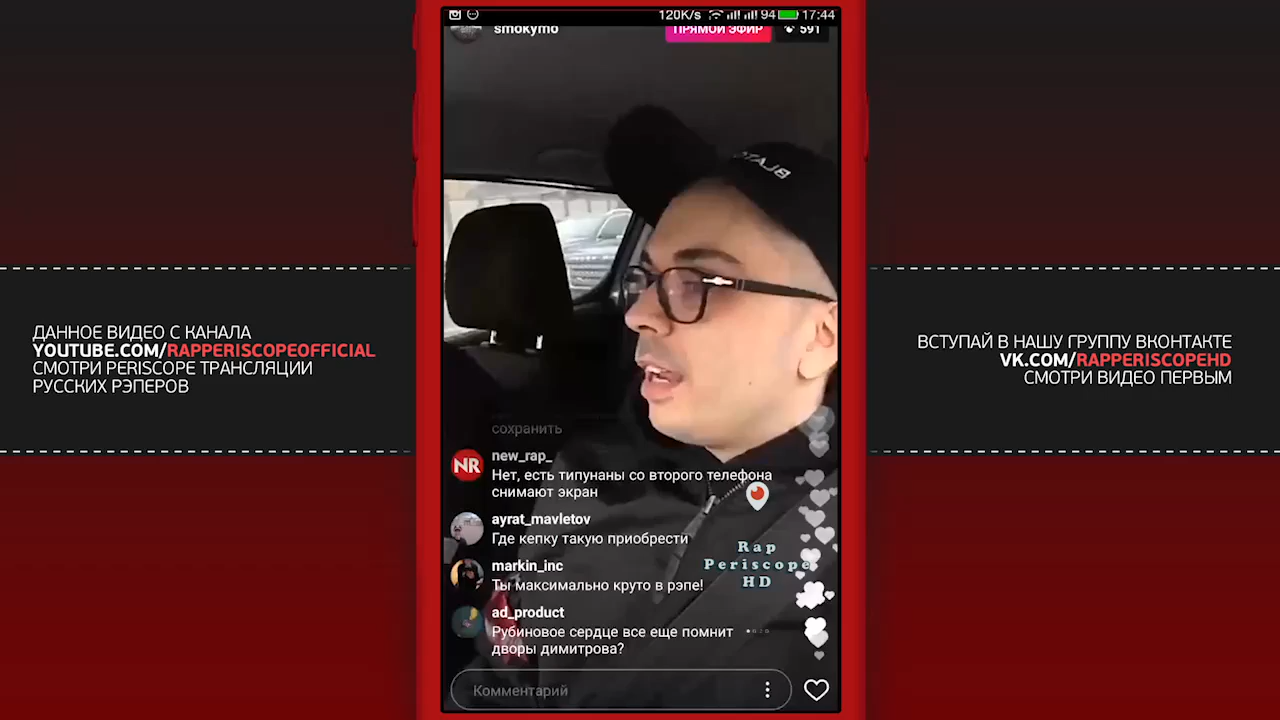 120K/s 94 17:44
smokymo
ПРЯМОЙ ЭФИР
591
ДАННОЕ ВИДЕО С КАНАЛА
YOUTUBE.COM/RAPPERISCOPEOFFICIAL
СМОТРИ PERISCOPE ТРАНСЛЯЦИИ
РУССКИХ РЭПЕРОВ
ВСТУПАЙ В НАШУ ГРУППУ ВКОНТАКТЕ
VK.COM/RAPPERISCOPEHD
СМОТРИ ВИДЕО ПЕРВЫМ
сохранить
NR
new_rap_
Нет, есть типунаны со второго телефона
снимают экран
ayrat_mavletov
Где кепку такую приобрести
markin_inc
Ты максимально круто в рэпе!
ad_product
Рубиновое сердце все еще помнит
дворы димитрова?
Rap
Periscope
HD
Комментарий